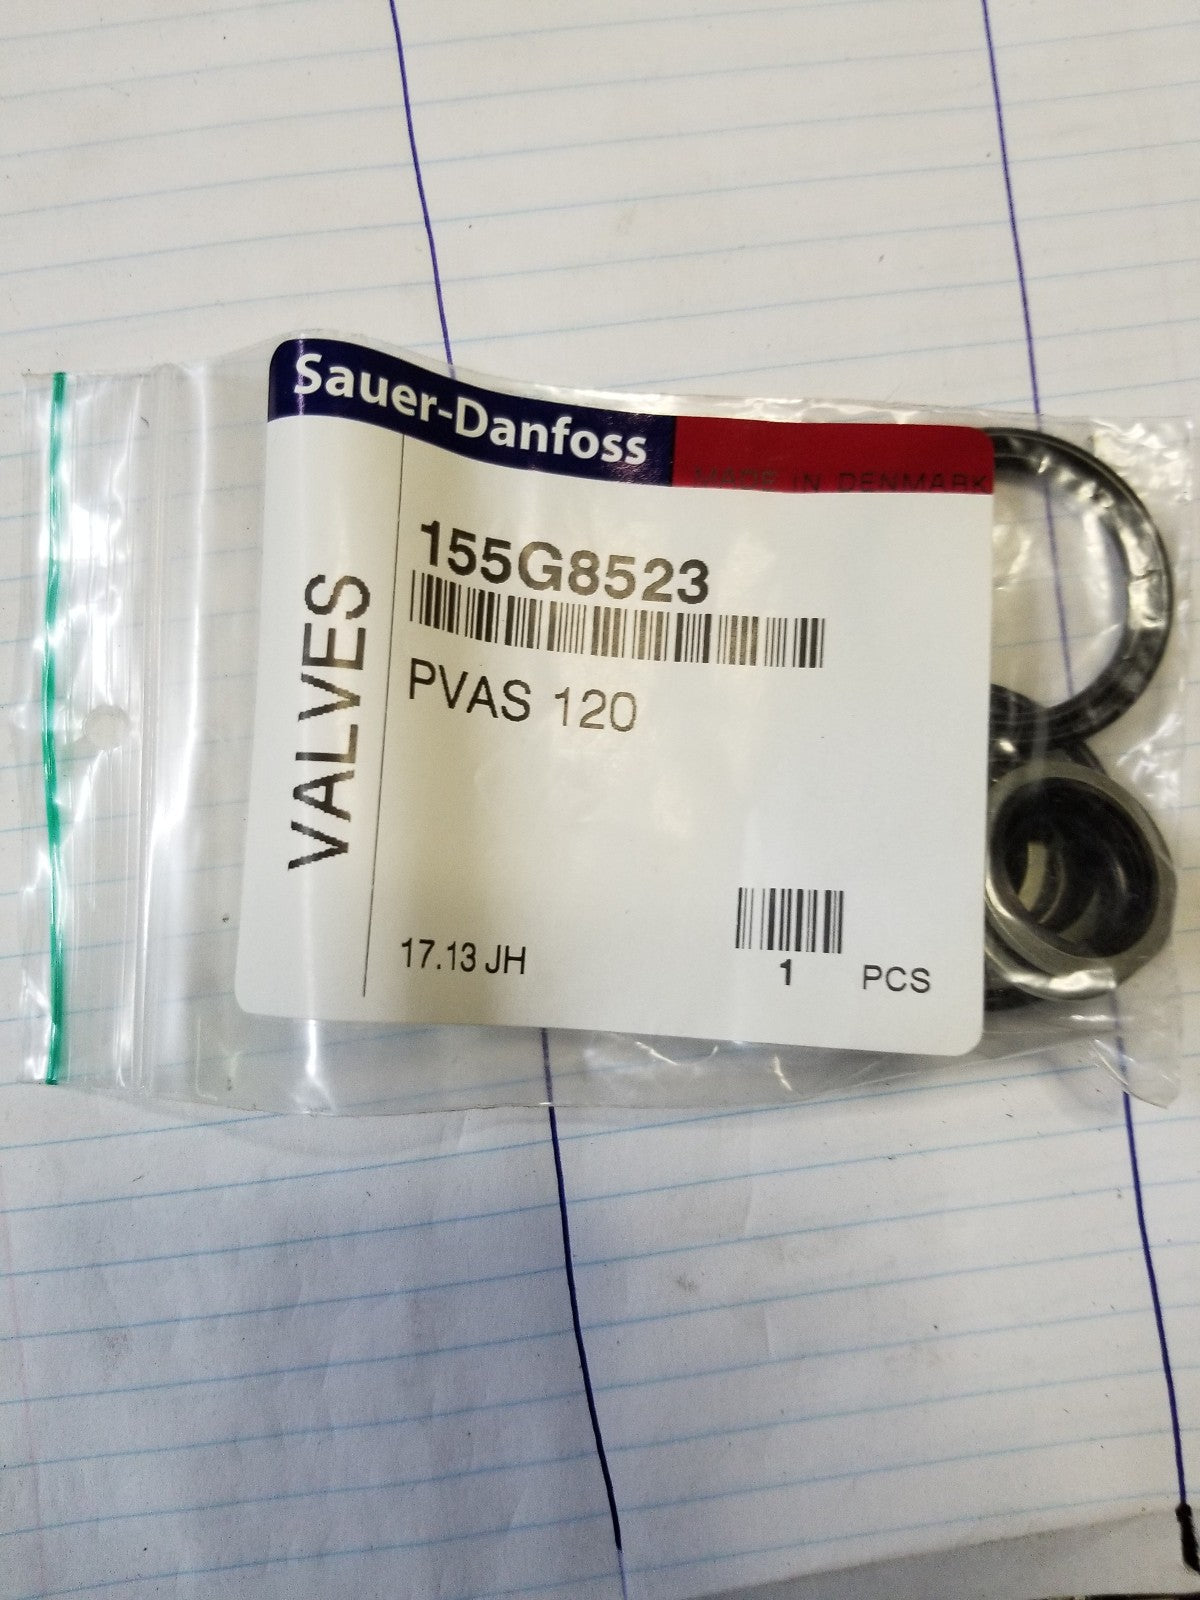 Sauer-Danfoss
MADE IN DENMARK
VALVES
155G8523
PVAS 120
17.13 JH
1 PCS